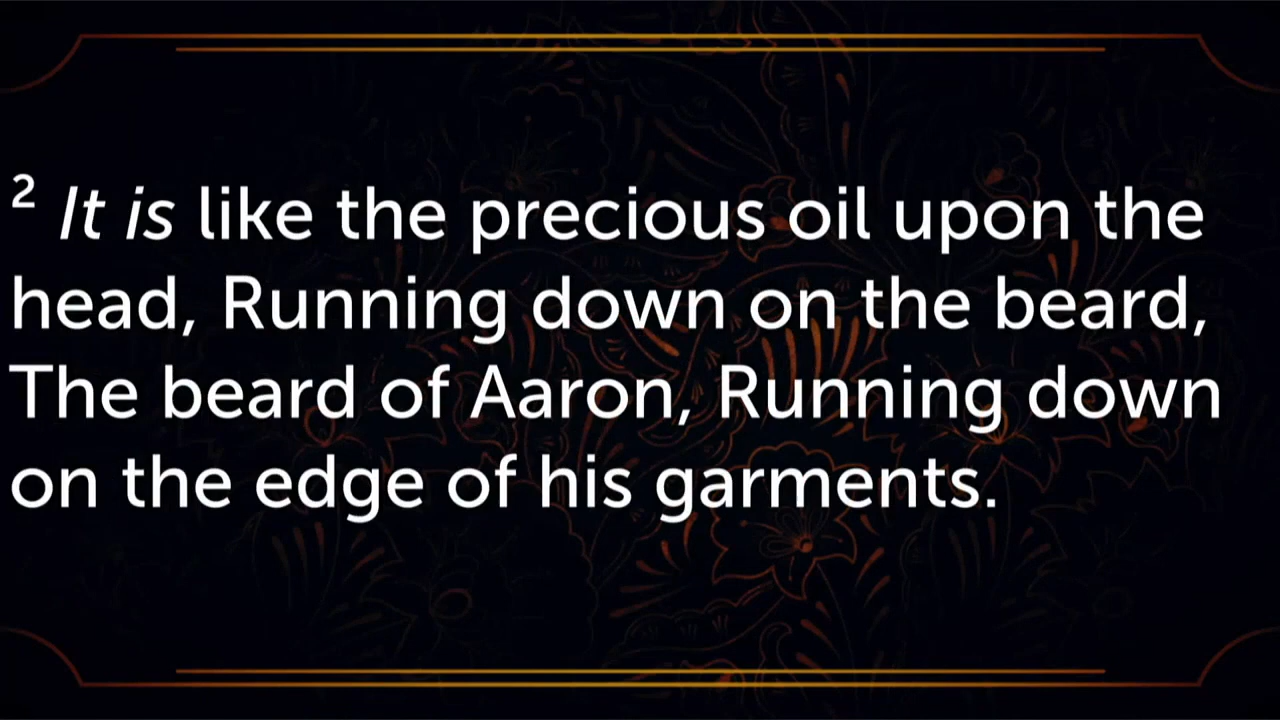 ² It is like the precious oil upon the
head, Running down on the beard,
The beard of Aaron, Running down
on the edge of his garments.